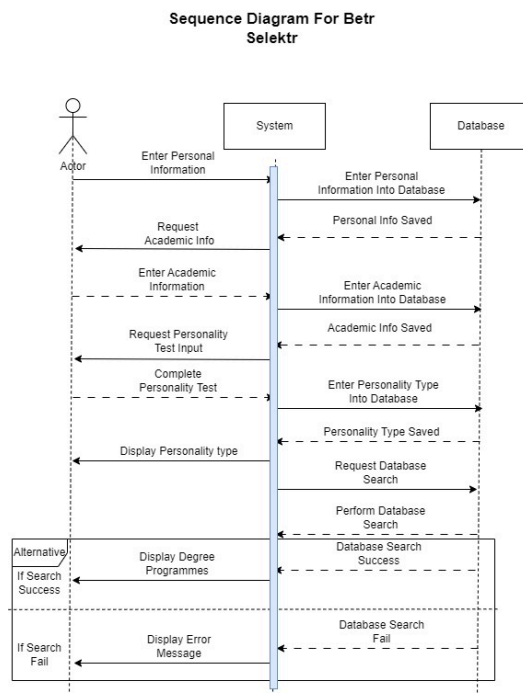 Sequence Diagram For Betr
Selektr
System
Database
Actor
Enter Personal
Information
Enter Personal
Information Into Database
Personal Info Saved
Request
Academic Info
Enter Academic
Information
Enter Academic
Information Into Database
Academic Info Saved
Request Personality
Test Input
Complete
Personality Test
Enter Personality Type
Into Database
Personality Type Saved
Display Personality type
Request Database
Search
Perform Database
Search
Alternative
Database Search
Success
Display Degree
Programmes
If Search
Success
Database Search
Fail
Display Error
Message
If Search
Fail